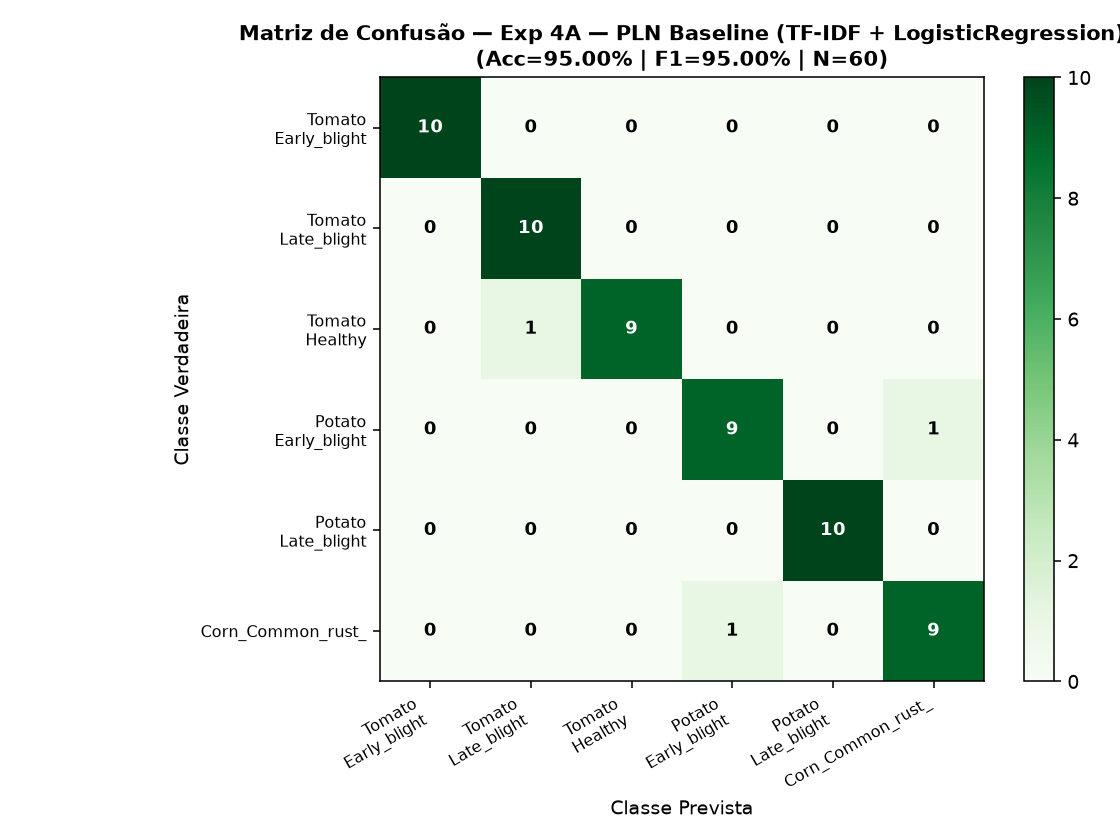 Matriz de Confusão — Exp 4A — PLN Baseline (TF-IDF + LogisticRegression)
(Acc=95.00% | F1=95.00% | N=60)
Classe Verdadeira
Tomato
Early_blight
10 0 0 0 0 0
Tomato
Late_blight
0 10 0 0 0 0
Tomato
Healthy
0 1 9 0 0 0
Potato
Early_blight
0 0 0 9 0 1
Potato
Late_blight
0 0 0 0 10 0
Corn_Common_rust_
0 0 0 1 0 9
Tomato
Early_blight
Tomato
Late_blight
Tomato
Healthy
Potato
Early_blight
Potato
Late_blight
Corn_Common_rust_
Classe Prevista
10
8
6
4
2
0